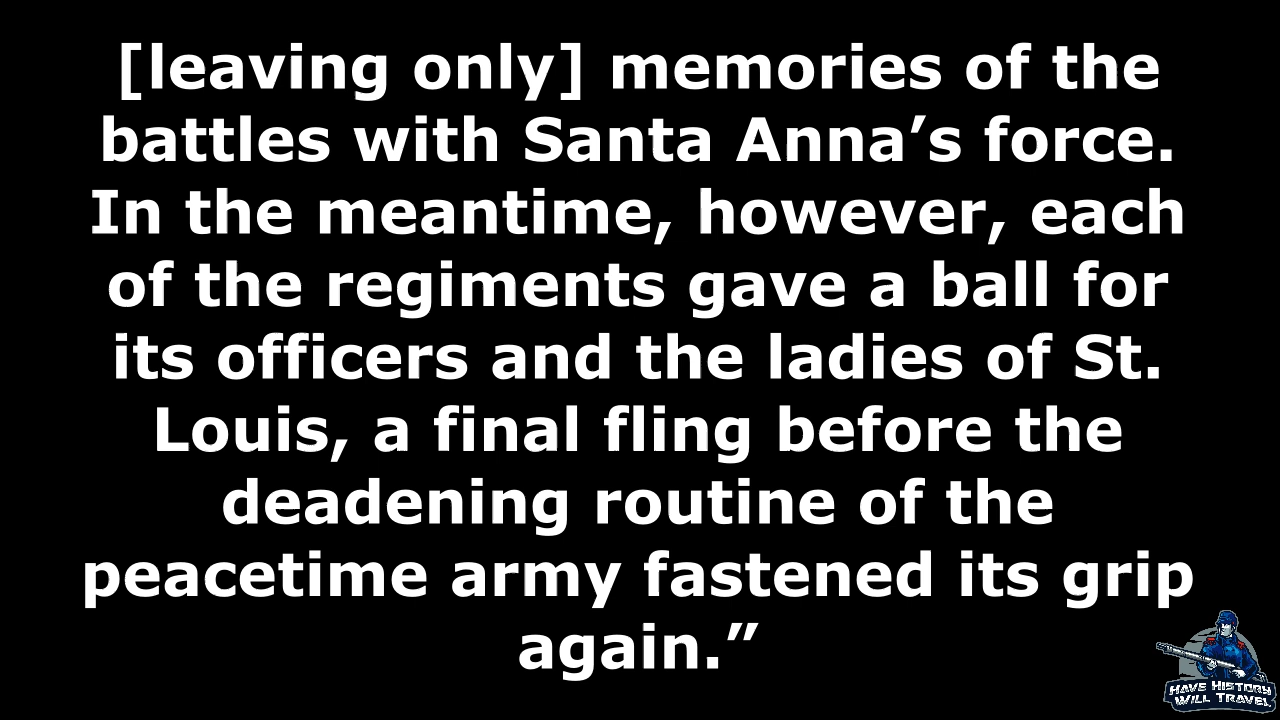 [leaving only] memories of the
battles with Santa Anna’s force.
In the meantime, however, each
of the regiments gave a ball for
its officers and the ladies of St.
Louis, a final fling before the
deadening routine of the
peacetime army fastened its grip
again.”
HAVE HISTORY
WILL TRAVEL